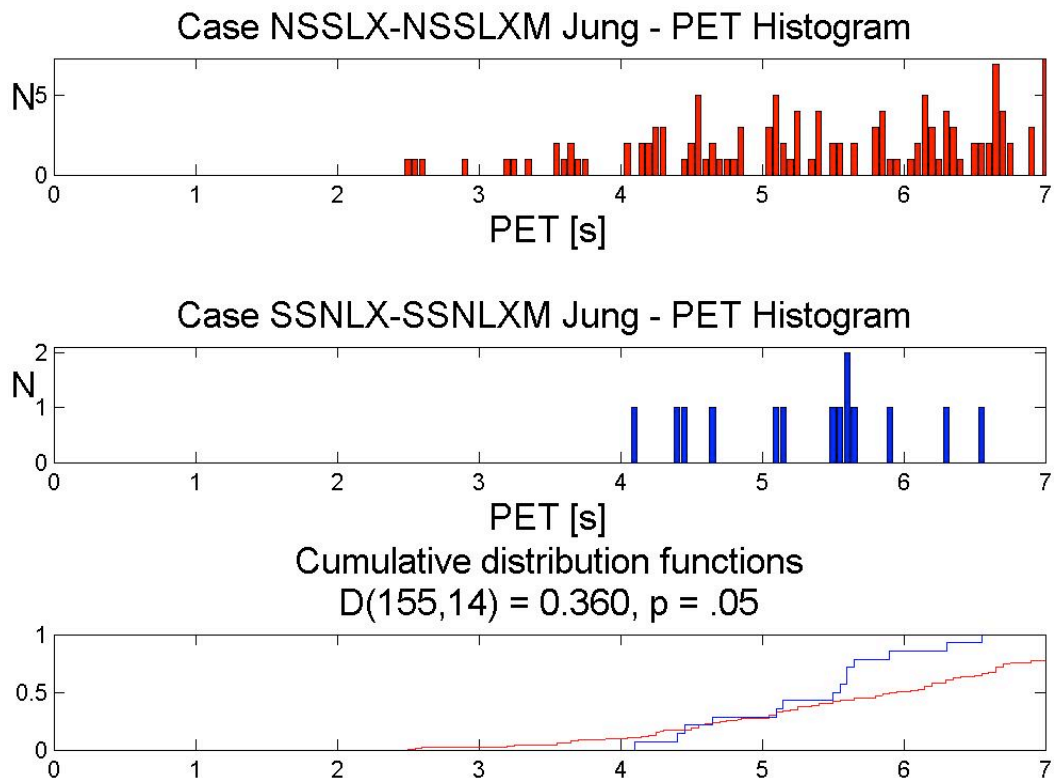 Case NSSLX-NSSLXM Jung - PET Histogram
N
5
0
0 1 2 3 4 5 6 7
PET [s]
Case SSNLX-SSNLXM Jung - PET Histogram
2
N
1
0
0 1 2 3 4 5 6 7
PET [s]
Cumulative distribution functions
D(155,14) = 0.360, p = .05
1
0.5
0
0 1 2 3 4 5 6 7